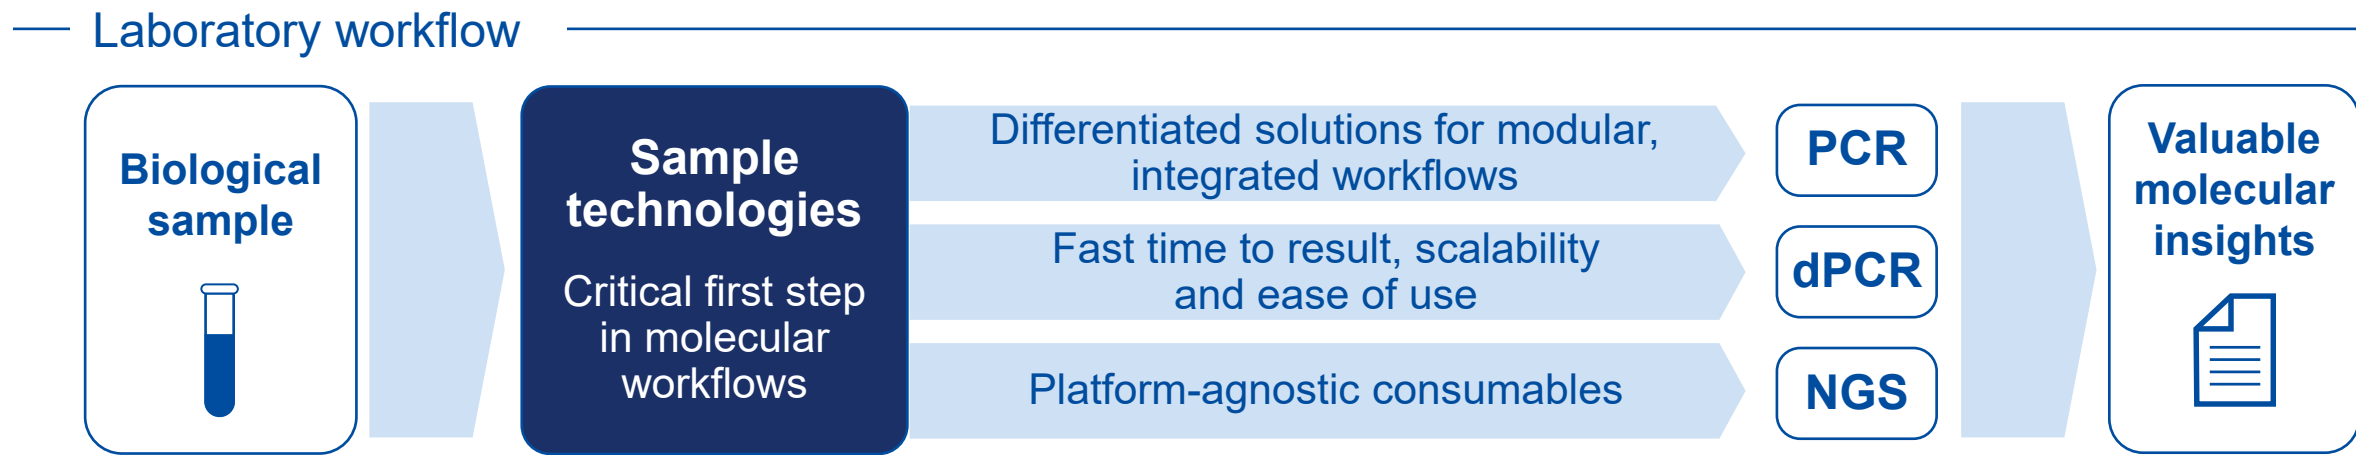 Laboratory workflow
Biological
sample
Sample
technologies
Critical first step
in molecular
workflows
Differentiated solutions for modular,
integrated workflows
PCR
Fast time to result, scalability
and ease of use
dPCR
Platform-agnostic consumables
NGS
Valuable
molecular
insights